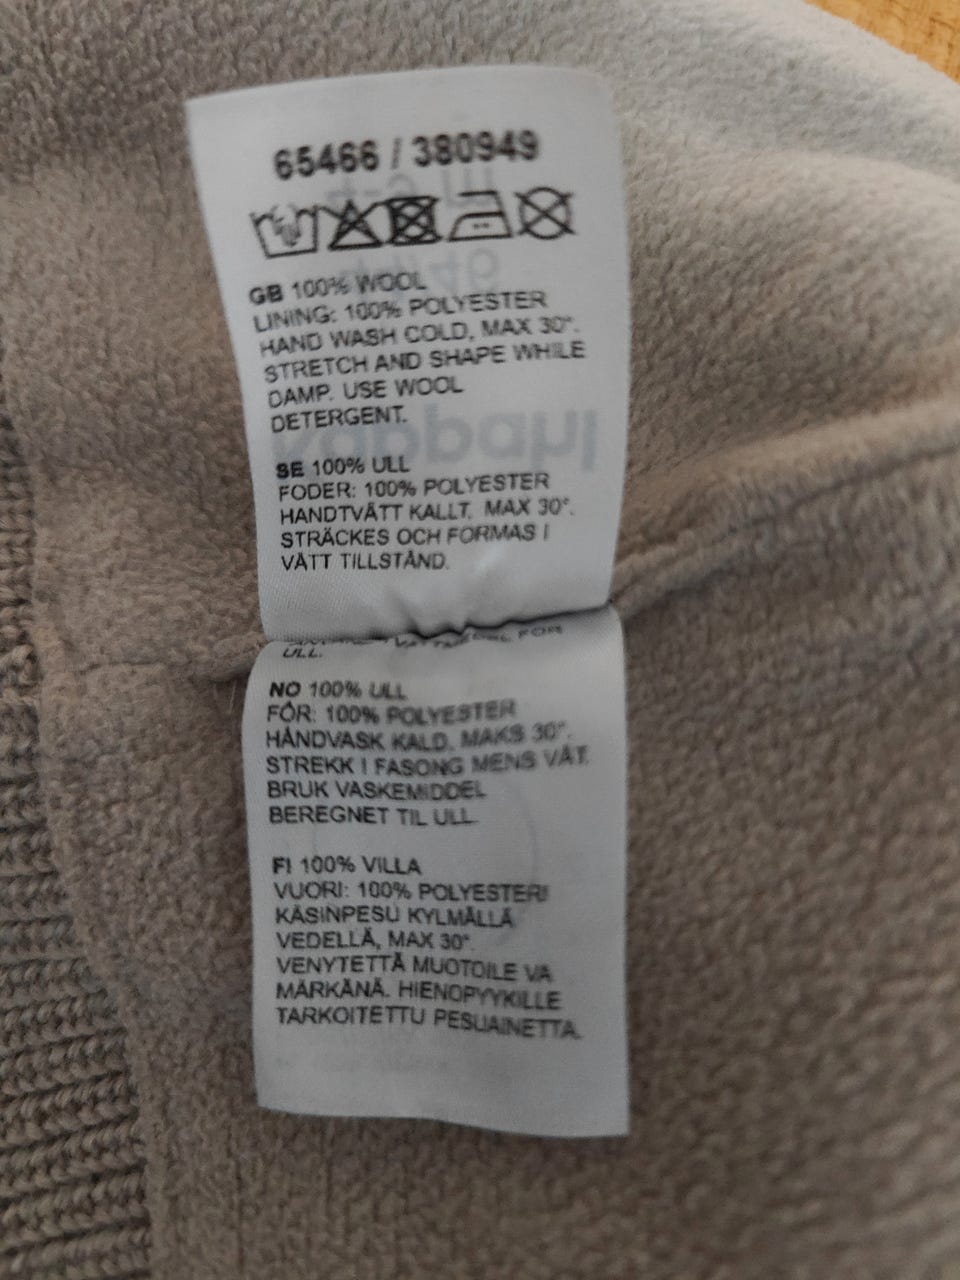 65466 / 380949
GB 100% WOOL
LINING: 100% POLYESTER
HAND WASH COLD, MAX 30°.
STRETCH AND SHAPE WHILE
DAMP. USE WOOL
DETERGENT.
SE 100% ULL
FODER: 100% POLYESTER
HANDTVÄTT KALLT, MAX 30°.
STRÄCKES OCH FORMAS I
VÅTT TILLSTÅND.
FÖR
ULL.
NO 100% ULL
FÔR: 100% POLYESTER
HÅNDVASK KALD, MAKS 30°.
STREKK I FASONG MENS VÅT.
BRUK VASKEMIDDEL
BEREGNET TIL ULL.
FI 100% VILLA
VUORI: 100% POLYESTERI
KÄSINPESU KYLMÄLLÄ
VEDELLÄ, MAX 30°.
VENYTETTÄ MUOTOILE VA
MÄRKÄNÄ. HIENOPYYKILLE
TARKOITETTU PESUAINETTA.
Kappahl